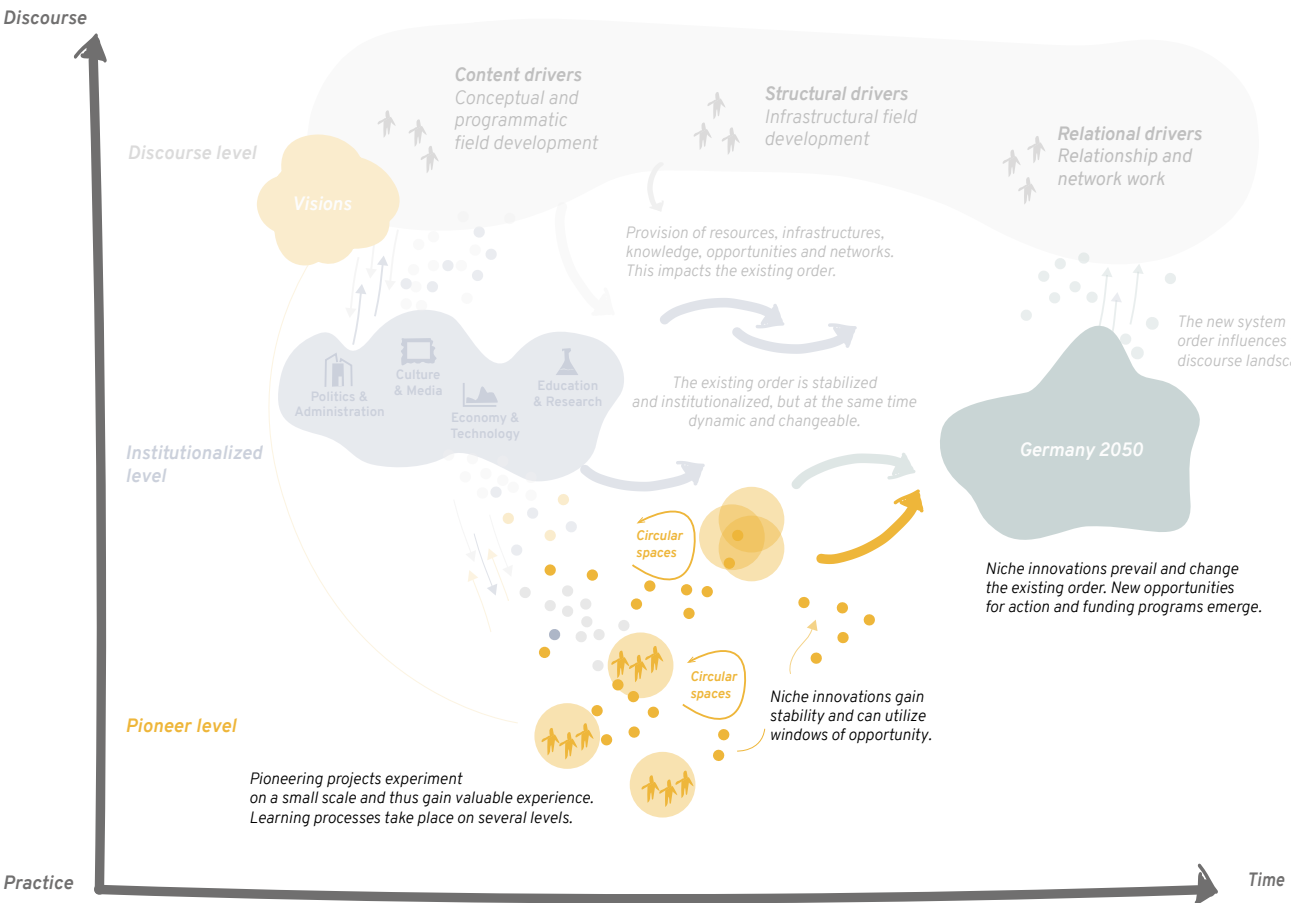 Discourse
Content drivers
Conceptual and
programmatic
field development
Structural drivers
Infrastructural field
development
Relational drivers
Relationship and
network work
Discourse level
Visions
Provision of resources, infrastructures,
knowledge, opportunities and networks.
This impacts the existing order.
The new system
order influences
Politics &
Administration
Culture
& Media
Economy &
Technology
Education
& Research
The existing order is stabilized
and institutionalized, but at the same time
dynamic and changeable.
Institutionalized
level
Germany 2050
Circular
spaces
Niche innovations prevail and change
the existing order. New opportunities
for action and funding programs emerge.
Circular
spaces
Niche innovations gain
stability and can utilize
windows of opportunity.
Pioneer level
Pioneering projects experiment
on a small scale and thus gain valuable experience.
Learning processes take place on several levels.
Practice
Time